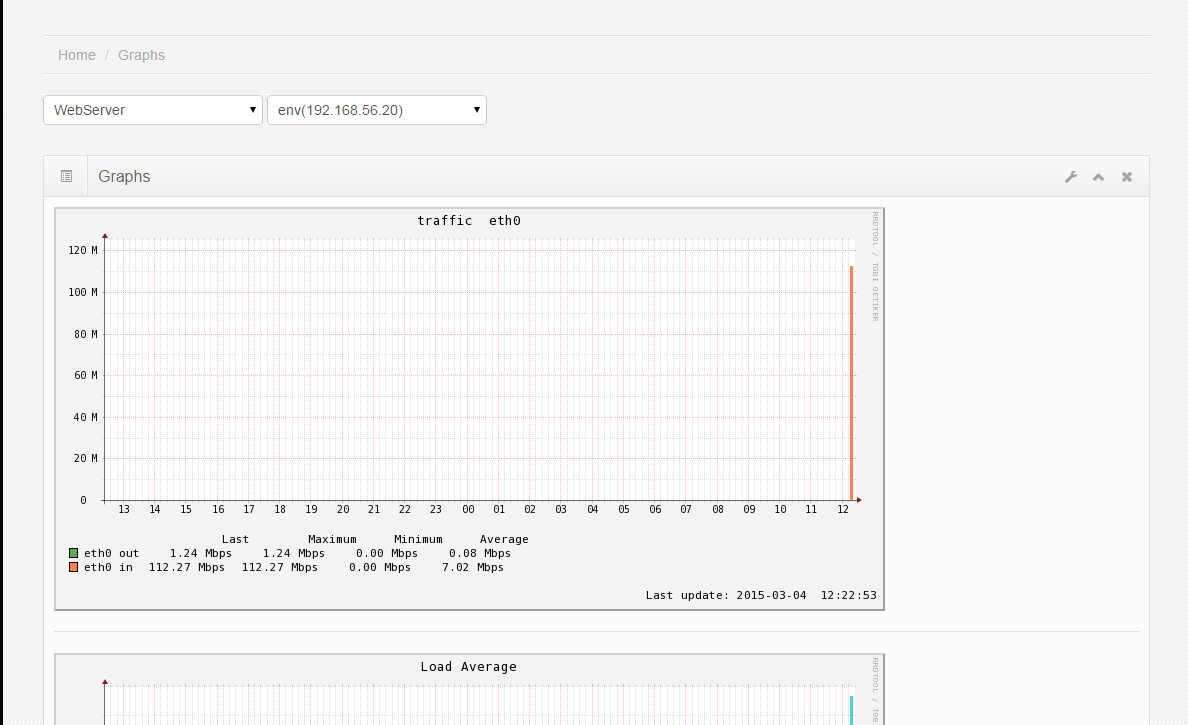 Home / Graphs
WebServer env(192.168.56.20)
Graphs
traffic eth0
RRDTOOL / TOBI OETIKER
120 M
100 M
80 M
60 M
40 M
20 M
0
13 14 15 16 17 18 19 20 21 22 23 00 01 02 03 04 05 06 07 08 09 10 11 12
Last Maximum Minimum Average
eth0 out 1.24 Mbps 1.24 Mbps 0.00 Mbps 0.08 Mbps
eth0 in 112.27 Mbps 112.27 Mbps 0.00 Mbps 7.02 Mbps
Last update: 2015-03-04 12:22:53
Load Average
RRDTOOL / TOBI